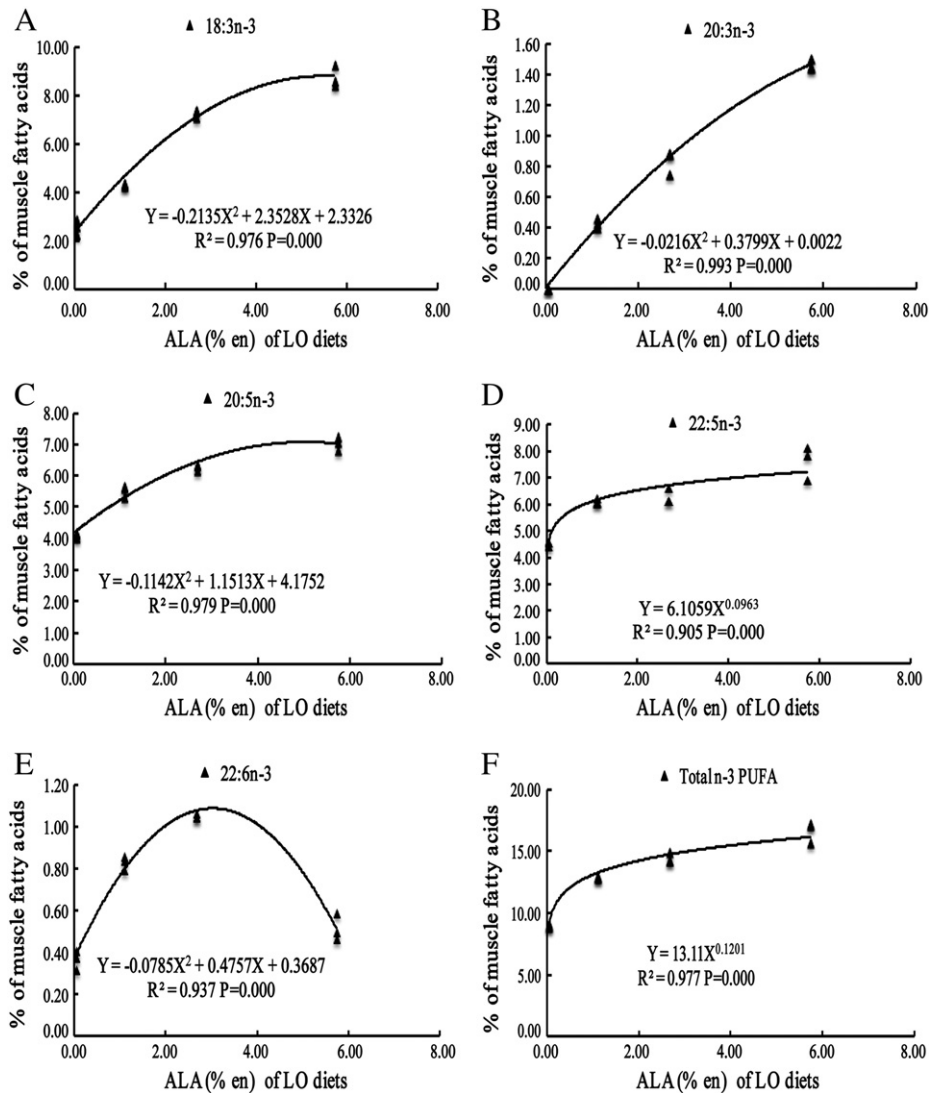 A
▲ 18:3n-3
% of muscle fatty acids
10.00
8.00
6.00
4.00
2.00
0.00
Y = -0.2135X² + 2.3528X + 2.3326
R² = 0.976 P=0.000
0.00 2.00 4.00 6.00 8.00
ALA (% en) of LO diets
B
▲ 20:3n-3
% of muscle fatty acids
1.60
1.40
1.20
1.00
0.80
0.60
0.40
0.20
0.00
Y = -0.0216X² + 0.3799X + 0.0022
R² = 0.993 P=0.000
0.00 2.00 4.00 6.00 8.00
ALA (% en) of LO diets
C
▲ 20:5n-3
% of muscle fatty acids
8.00
7.00
6.00
5.00
4.00
3.00
2.00
1.00
0.00
Y = -0.1142X² + 1.1513X + 4.1752
R² = 0.979 P=0.000
0.00 2.00 4.00 6.00 8.00
ALA (% en) of LO diets
D
▲ 22:5n-3
% of muscle fatty acids
9.00
8.00
7.00
6.00
5.00
4.00
3.00
2.00
1.00
0.00
Y = 6.1059X^0.0963
R² = 0.905 P=0.000
0.00 2.00 4.00 6.00 8.00
ALA (% en) of LO diets
E
▲ 22:6n-3
% of muscle fatty acids
1.20
1.00
0.80
0.60
0.40
0.20
0.00
Y = -0.0785X² + 0.4757X + 0.3687
R² = 0.937 P=0.000
0.00 2.00 4.00 6.00 8.00
ALA (% en) of LO diets
F
▲ Total n-3 PUFA
% of muscle fatty acids
20.00
15.00
10.00
5.00
0.00
Y = 13.11X^0.1201
R² = 0.977 P=0.000
0.00 2.00 4.00 6.00 8.00
ALA (% en) of LO diets